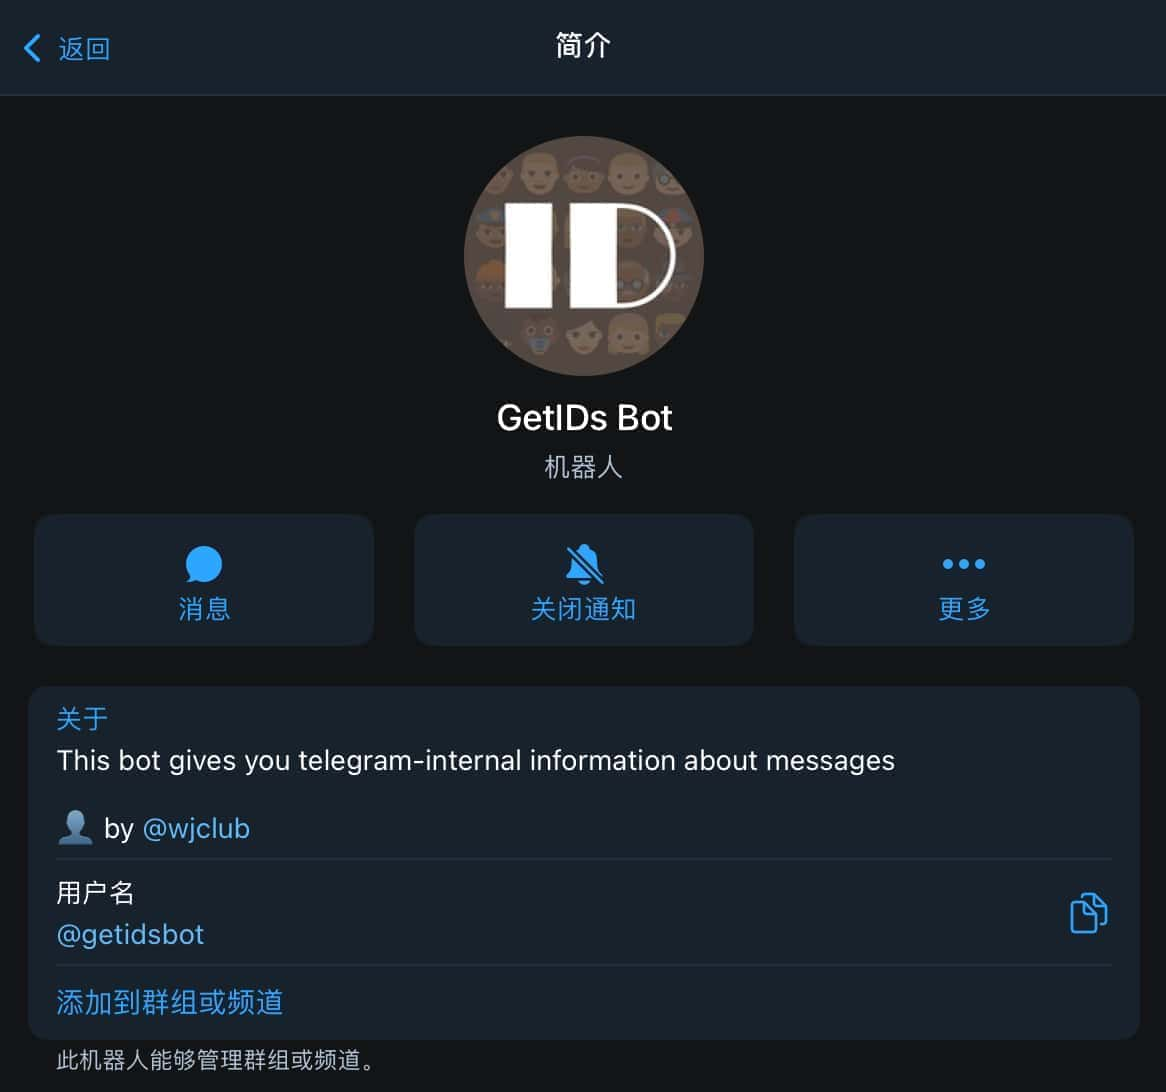 返回
简介
ID
GetIDs Bot
机器人
消息
关闭通知
更多
关于
This bot gives you telegram-internal information about messages
👤 by @wjclub
用户名
@getidsbot
添加到群组或频道
此机器人能够管理群组或频道。